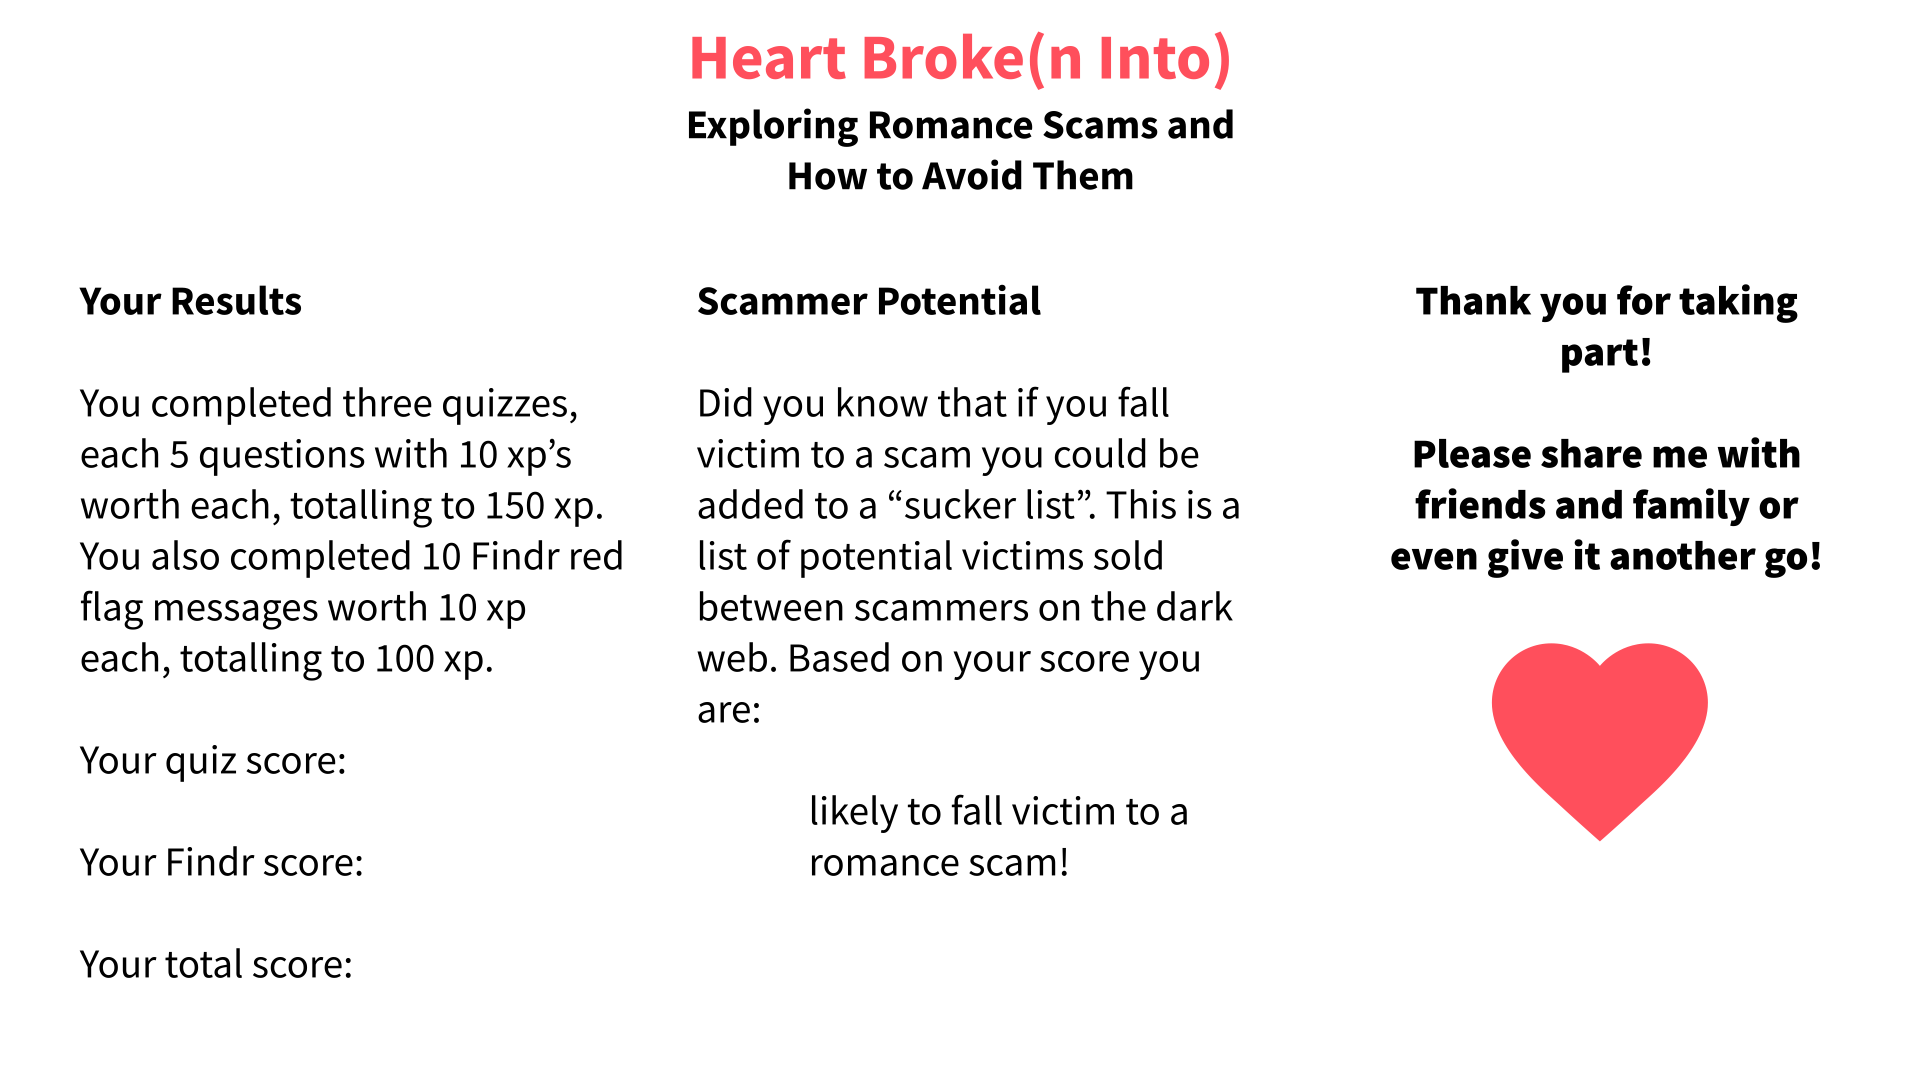 Heart Broke(n Into)
Exploring Romance Scams and
How to Avoid Them
Your Results
You completed three quizzes,
each 5 questions with 10 xp’s
worth each, totalling to 150 xp.
You also completed 10 Findr red
flag messages worth 10 xp
each, totalling to 100 xp.
Your quiz score:
Your Findr score:
Your total score:
Scammer Potential
Did you know that if you fall
victim to a scam you could be
added to a “sucker list”. This is a
list of potential victims sold
between scammers on the dark
web. Based on your score you
are:
likely to fall victim to a
romance scam!
Thank you for taking
part!
Please share me with
friends and family or
even give it another go!